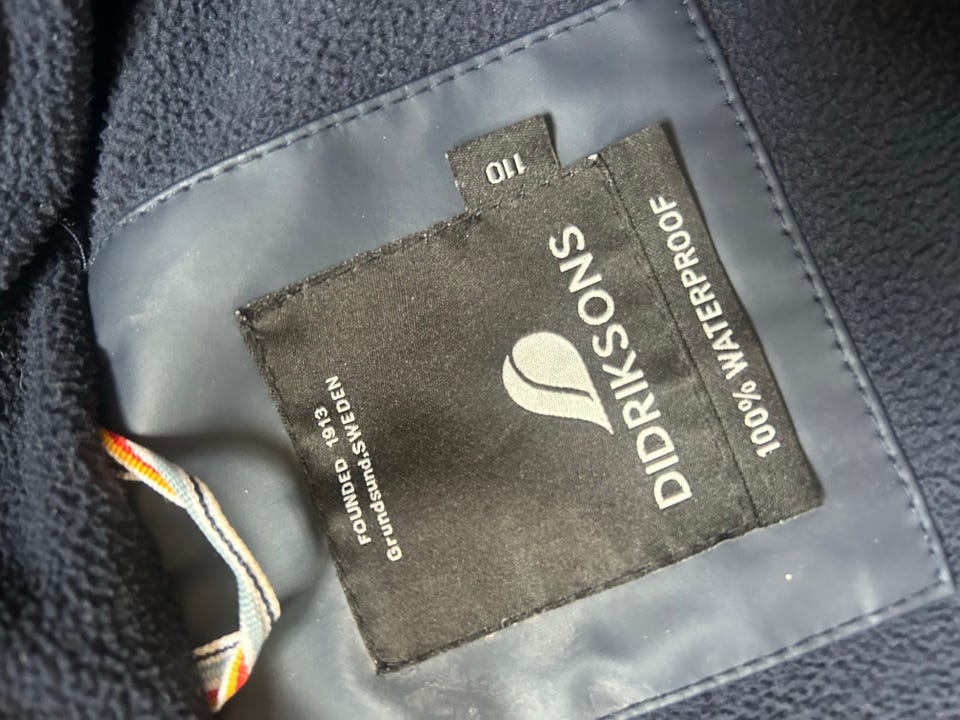 FOUNDED 1913
Grundsund,SWEDEN
DIDRIKSONS
100% WATERPROOF
110